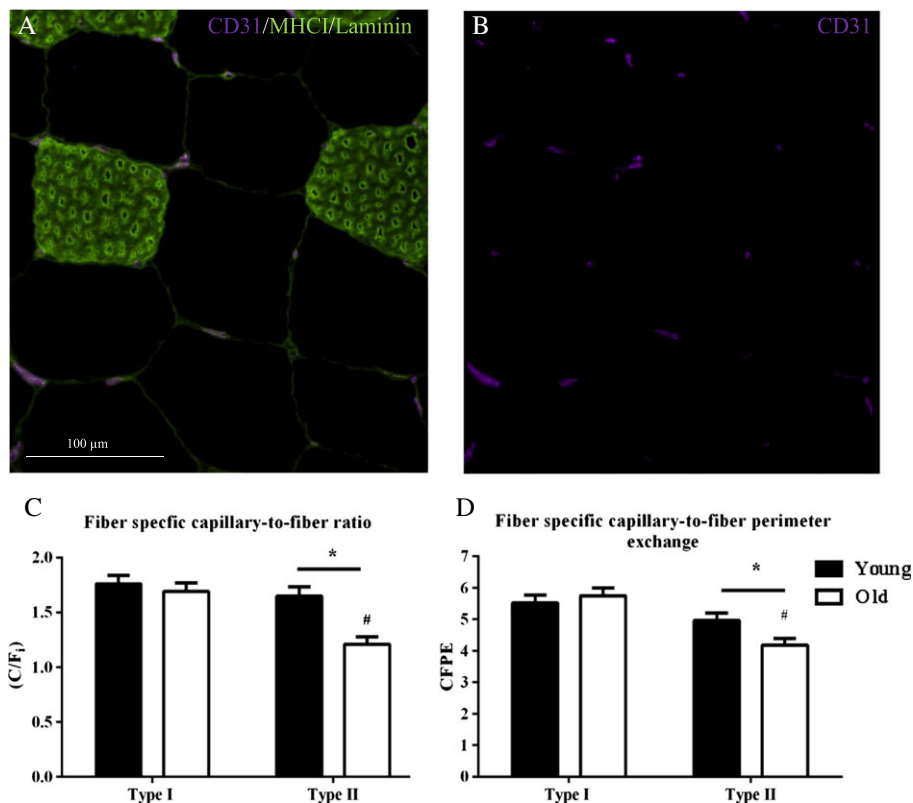 A
CD31/MHCI/Laminin
B
CD31
100 µm
C
Fiber specfic capillary-to-fiber ratio
(C/Fi)
2.0
1.5
1.0
0.5
0.0
*
#
Type I
Type II
D
Fiber specific capillary-to-fiber perimeter
exchange
CFPE
7
6
5
4
3
2
1
0
*
#
Type I
Type II
Young
Old